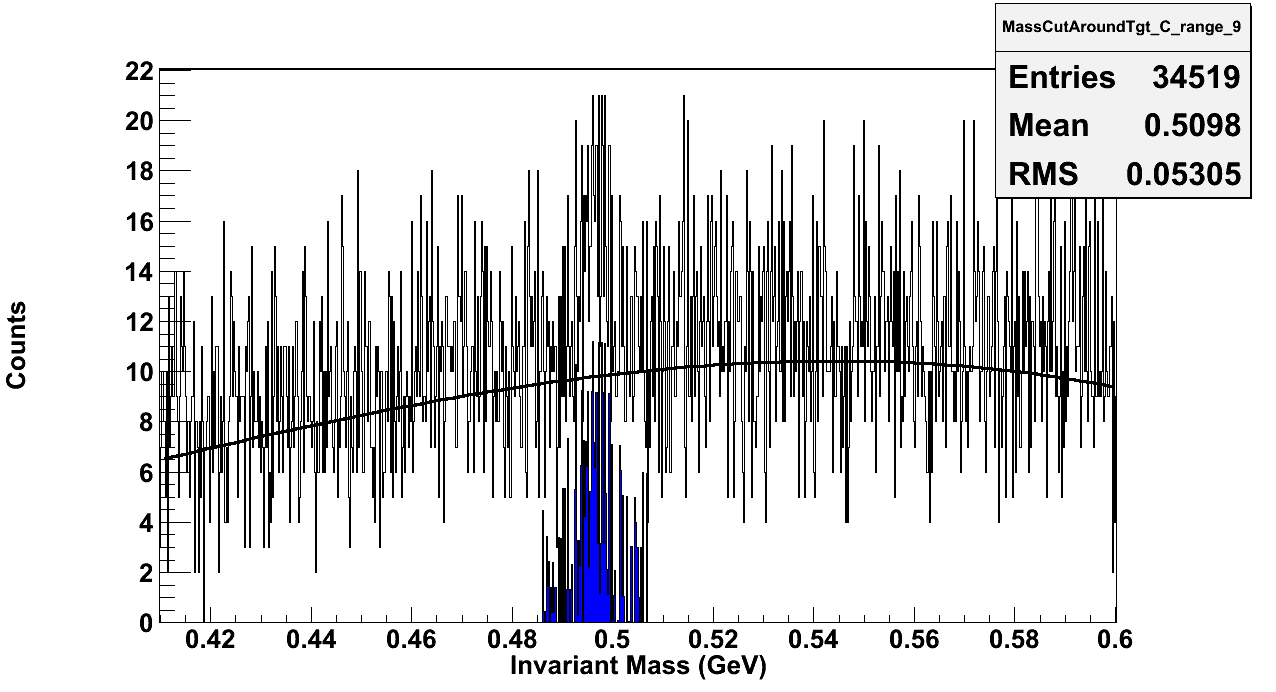 MassCutAroundTgt_C_range_9
Entries 34519
Mean 0.5098
RMS 0.05305
Counts
22
20
18
16
14
12
10
8
6
4
2
0
0.42 0.44 0.46 0.48 0.5 0.52 0.54 0.56 0.58 0.6
Invariant Mass (GeV)